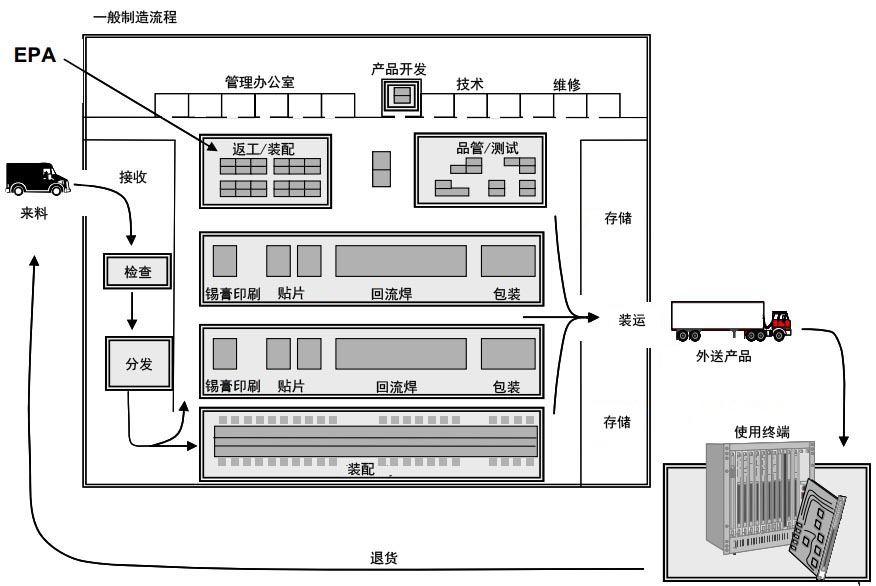 一般制造流程
EPA
管理办公室
产品开发
技术
维修
返工/装配
品管/测试
接收
来料
存储
检查
锡膏印刷
贴片
回流焊
包装
装运
外送产品
分发
锡膏印刷
贴片
回流焊
包装
存储
使用终端
装配
退货